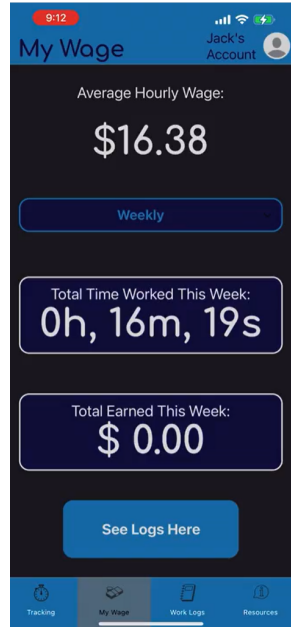 9:12
My Wage
Jack's
Account
Average Hourly Wage:
$16.38
Weekly
Total Time Worked This Week:
0h, 16m, 19s
Total Earned This Week:
$ 0.00
See Logs Here
Tracking
My Wage
Work Logs
Resources